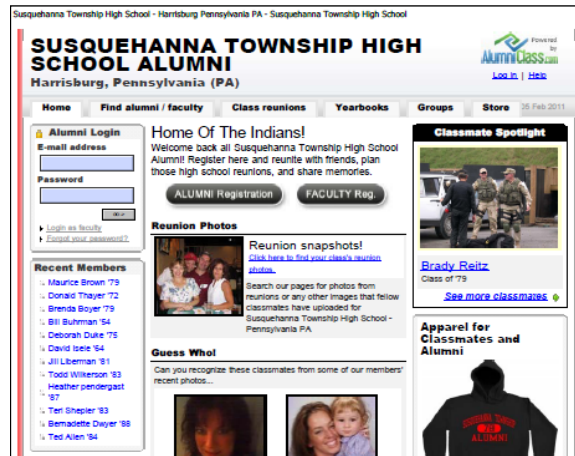 Susquehanna Township High School - Harrisburg Pennsylvania PA - Susquehanna Township High School
SUSQUEHANNA TOWNSHIP HIGH
SCHOOL ALUMNI
Harrisburg, Pennsylvania (PA)
Powered
by
AlumniClass.com
Log In | Help
Home
Find alumni / faculty
Class reunions
Yearbooks
Groups
Store
05 Feb 2011
Alumni Login
E-mail address
Password
Login as faculty
Forgot your password?
Recent Members
Maurice Brown '79
Donald Thayer '72
Brenda Boyer '79
Bill Buhrman '54
Deborah Duke '75
David Isele '64
Jill Liberman '81
Todd Wilkerson '83
Heather pendergast
'87
Teri Shepler '83
Bernadette Dwyer '88
Ted Allen '84
Home Of The Indians!
Welcome back all Susquehanna Township High School
Alumni! Register here and reunite with friends, plan
those high school reunions, and share memories.
ALUMNI Registration
FACULTY Reg.
Reunion Photos
Reunion snapshots!
Click here to find your class's reunion
photos.
Search our pages for photos from
reunions or any other images that fellow
classmates have uploaded for
Susquehanna Township High School -
Pennsylvania PA
Guess Who!
Can you recognize these classmates from some of our members'
recent photos...
Classmate Spotlight
Brady Reitz
Class of '79
See more classmates
Apparel for
Classmates and
Alumni
ALUMNI